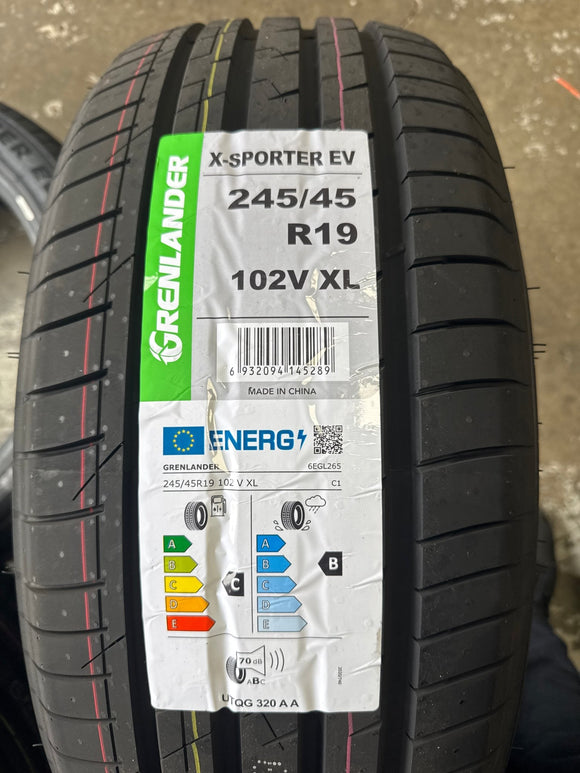 X-SPORTER EV
245/45
R19
102V XL
GRENLANDER
6 932094 145289
MADE IN CHINA
ENERG
GRENLANDER 6EGL265
245/45R19 102 V XL C1
A A
B B B
C C C
D D
E E
70 dB
ABC
UTQG 320 A A